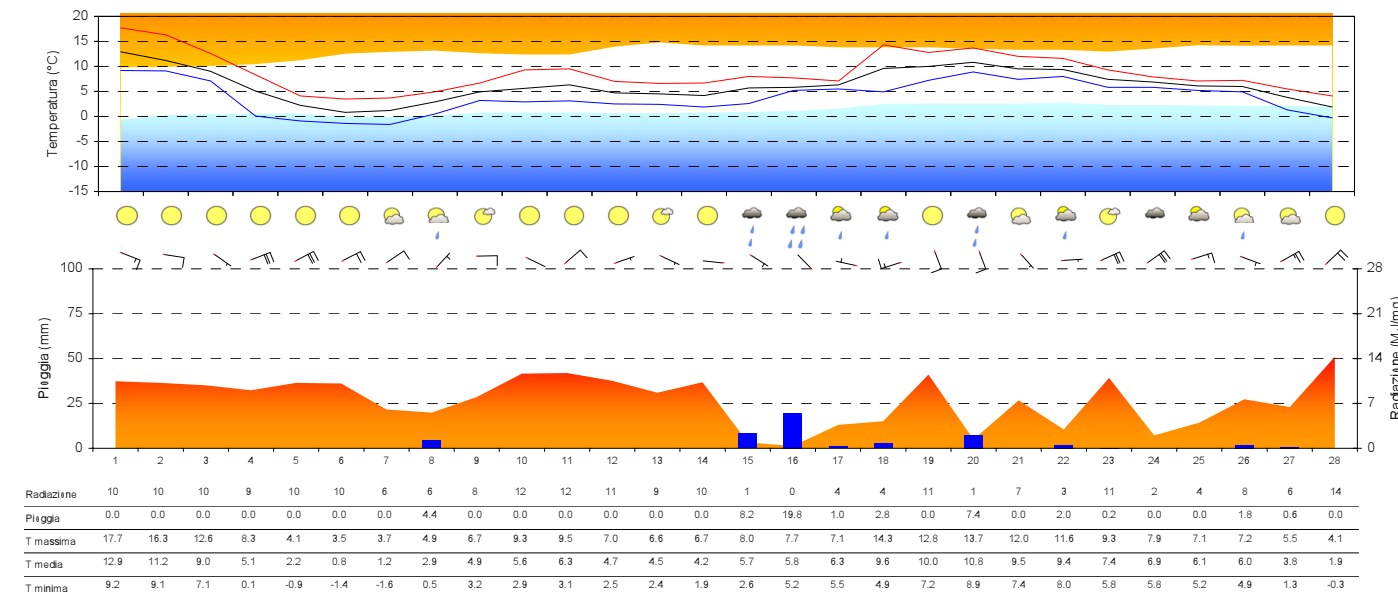 20
15
10
5
0
-5
-10
-15
Temperatura (°C)
100
75
50
25
0
Pioggia (mm)
28
21
14
7
0
Radiazione (MJ/mq)
1 2 3 4 5 6 7 8 9 10 11 12 13 14 15 16 17 18 19 20 21 22 23 24 25 26 27 28
Radiazione 10 10 10 9 10 10 6 6 8 12 12 11 9 10 1 0 4 4 11 1 7 3 11 2 4 8 6 14
Pioggia 0.0 0.0 0.0 0.0 0.0 0.0 0.0 4.4 0.0 0.0 0.0 0.0 0.0 0.0 8.2 19.8 1.0 2.8 0.0 7.4 0.0 2.0 0.2 0.0 0.0 1.8 0.6 0.0
T massima 17.7 16.3 12.6 8.3 4.1 3.5 3.7 4.9 6.7 9.3 9.5 7.0 6.6 6.7 8.0 7.7 7.1 14.3 12.8 13.7 12.0 11.6 9.3 7.9 7.1 7.2 5.5 4.1
T media 12.9 11.2 9.0 5.1 2.2 0.8 1.2 2.9 4.9 5.6 6.3 4.7 4.5 4.2 5.7 5.8 6.3 9.6 10.0 10.8 9.5 9.4 7.4 6.9 6.1 6.0 3.8 1.9
T minima 9.2 9.1 7.1 0.1 -0.9 -1.4 -1.6 0.5 3.2 2.9 3.1 2.5 2.4 1.9 2.6 5.2 5.5 4.9 7.2 8.9 7.4 8.0 5.8 5.8 5.2 4.9 1.3 -0.3